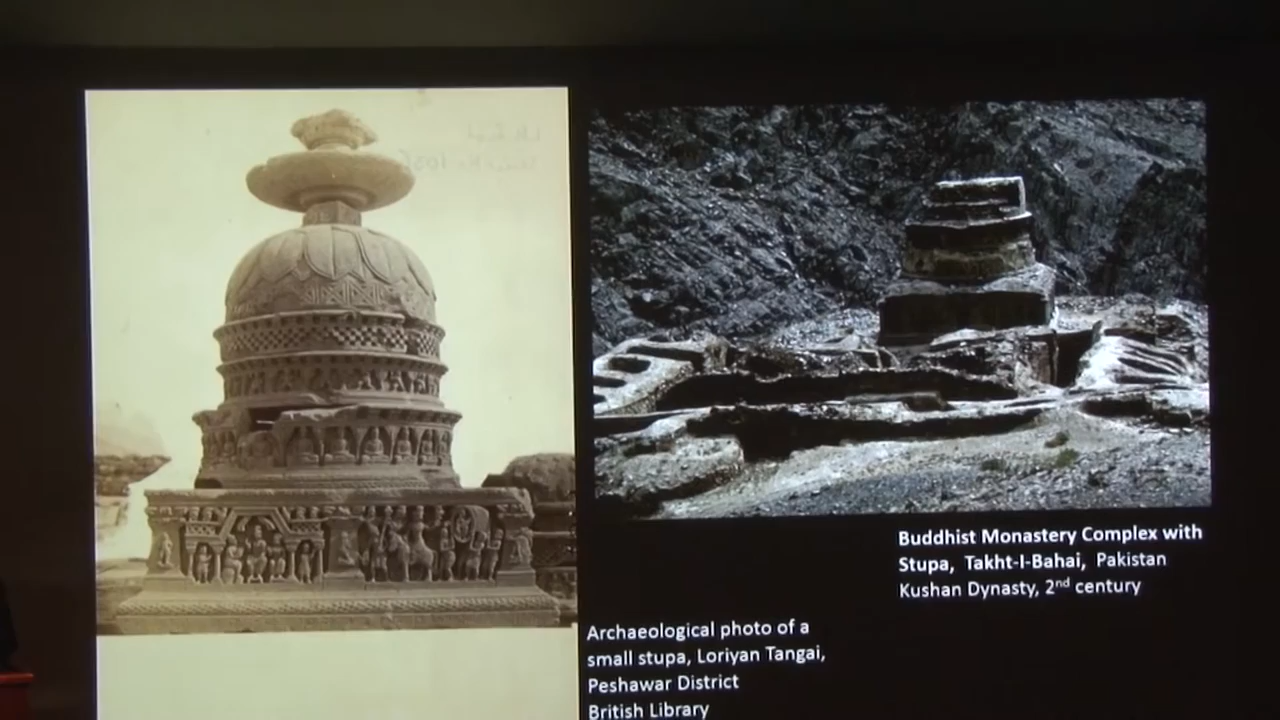 Buddhist Monastery Complex with
Stupa, Takht-I-Bahai, Pakistan
Kushan Dynasty, 2nd century
Archaeological photo of a
small stupa, Loriyan Tangai,
Peshawar District
British Library